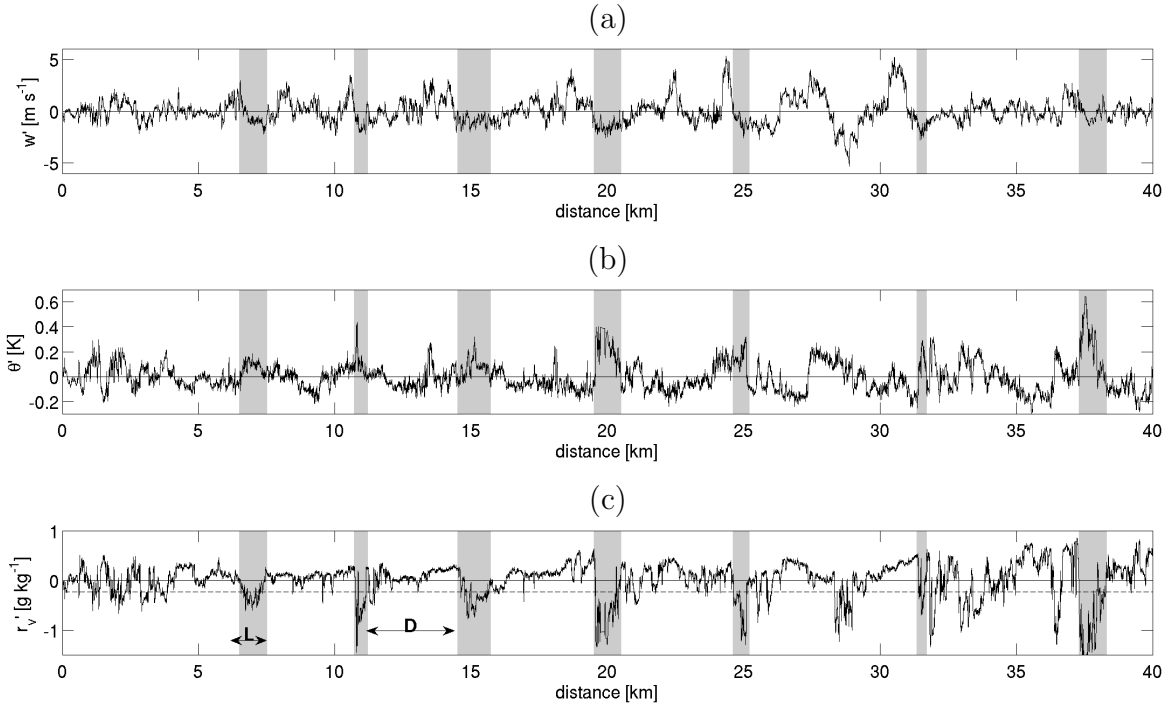 (a)
5
0
-5
w' [m s⁻¹]
0 5 10 15 20 25 30 35 40
distance [km]
(b)
0.6
0.4
0.2
0
-0.2
θ' [K]
0 5 10 15 20 25 30 35 40
distance [km]
(c)
1
0
-1
rᵥ' [g kg⁻¹]
L D
0 5 10 15 20 25 30 35 40
distance [km]